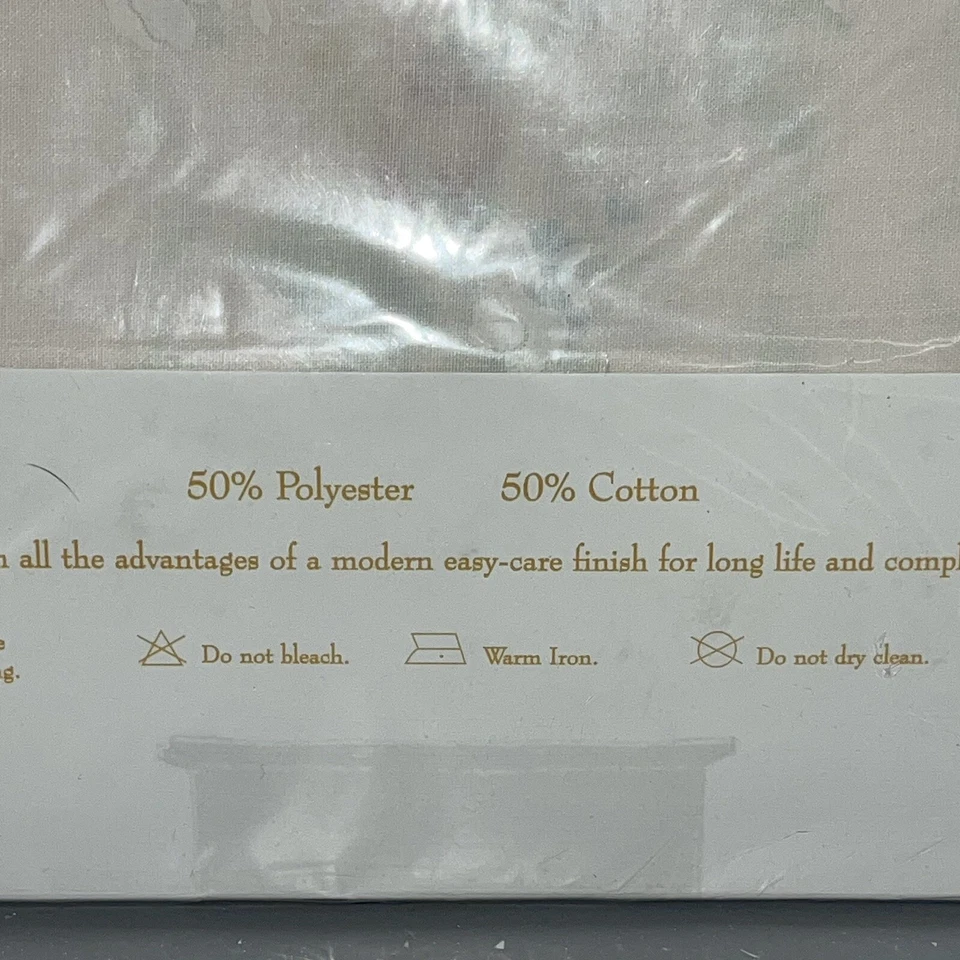 50% Polyester 50% Cotton
all the advantages of a modern easy-care finish for long life and
Do not bleach. Warm Iron. Do not dry clean.